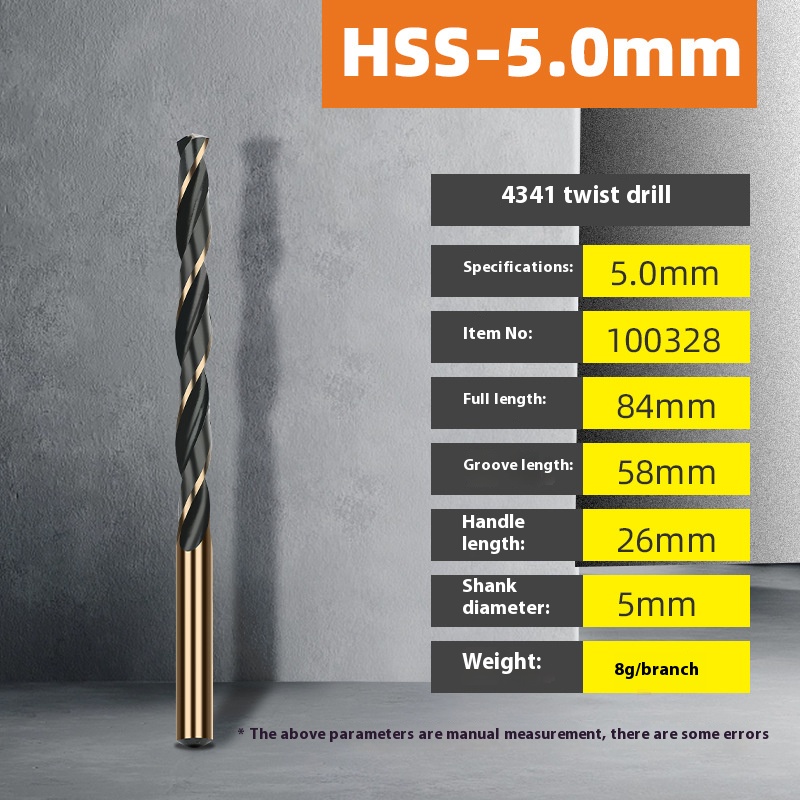 HSS-5.0mm
4341 twist drill
Specifications: 5.0mm
Item No: 100328
Full length: 84mm
Groove length: 58mm
Handle
length: 26mm
Shank
diameter: 5mm
Weight: 8g/branch
* The above parameters are manual measurement, there are some errors